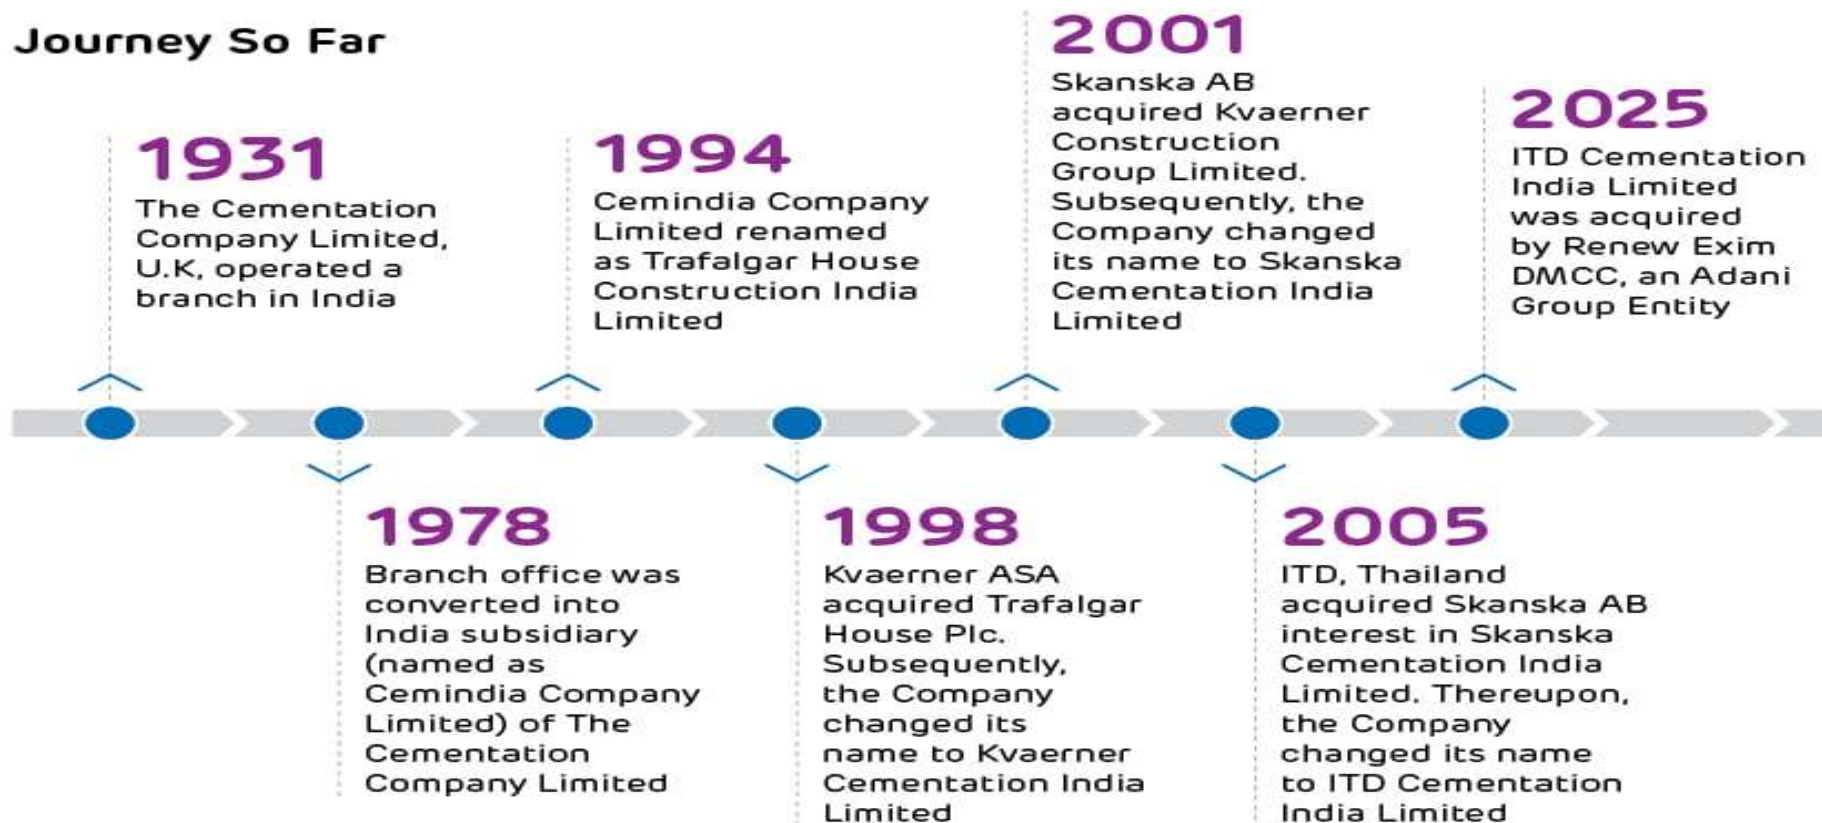 Journey So Far
1931
The Cementation
Company Limited,
U.K, operated a
branch in India
1978
Branch office was
converted into
India subsidiary
(named as
Cemindia Company
Limited) of The
Cementation
Company Limited
1994
Cemindia Company
Limited renamed
as Trafalgar House
Construction India
Limited
1998
Kvaerner ASA
acquired Trafalgar
House Plc.
Subsequently,
the Company
changed its
name to Kvaerner
Cementation India
Limited
2001
Skanska AB
acquired Kvaerner
Construction
Group Limited.
Subsequently, the
Company changed
its name to Skanska
Cementation India
Limited
2005
ITD, Thailand
acquired Skanska AB
interest in Skanska
Cementation India
Limited. Thereupon,
the Company
changed its name
to ITD Cementation
India Limited
2025
ITD Cementation
India Limited
was acquired
by Renew Exim
DMCC, an Adani
Group Entity